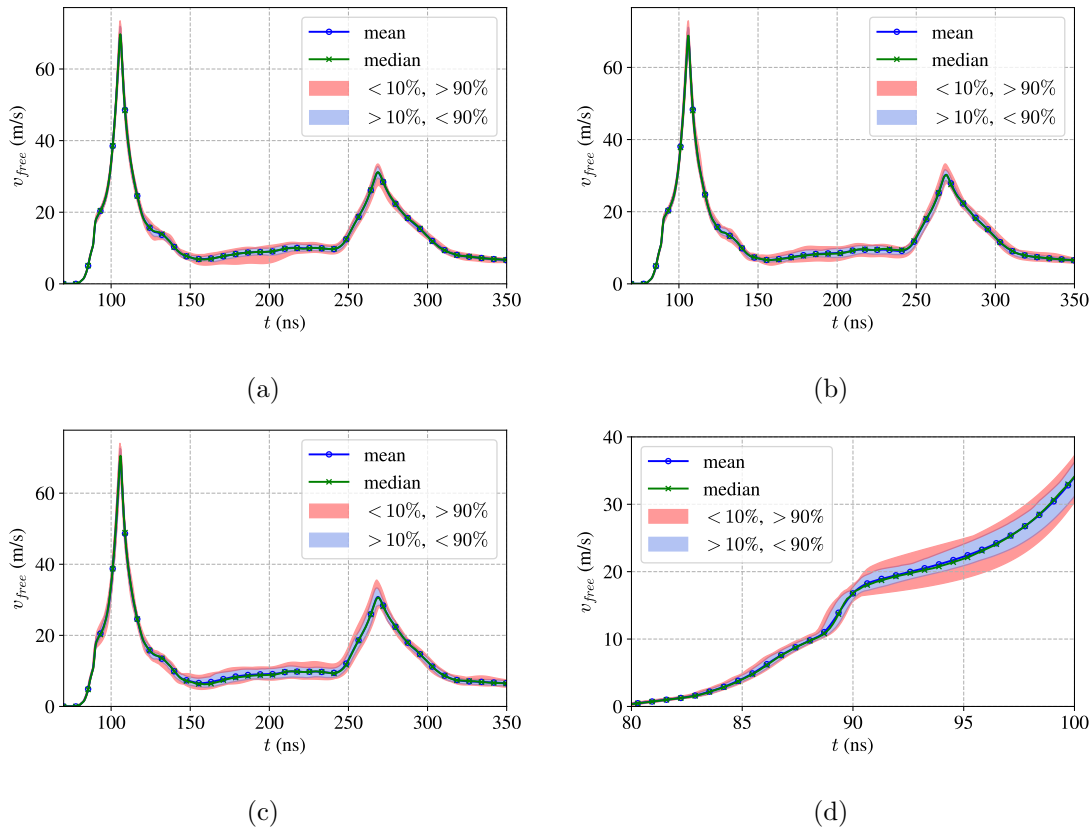 mean
median
< 10%, > 90%
> 10%, < 90%
v_free (m/s)
60
40
20
0
100 150 200 250 300 350
t (ns)
(a)
mean
median
< 10%, > 90%
> 10%, < 90%
v_free (m/s)
60
40
20
0
100 150 200 250 300 350
t (ns)
(b)
mean
median
< 10%, > 90%
> 10%, < 90%
v_free (m/s)
60
40
20
0
100 150 200 250 300 350
t (ns)
(c)
mean
median
< 10%, > 90%
> 10%, < 90%
v_free (m/s)
40
30
20
10
0
80 85 90 95 100
t (ns)
(d)